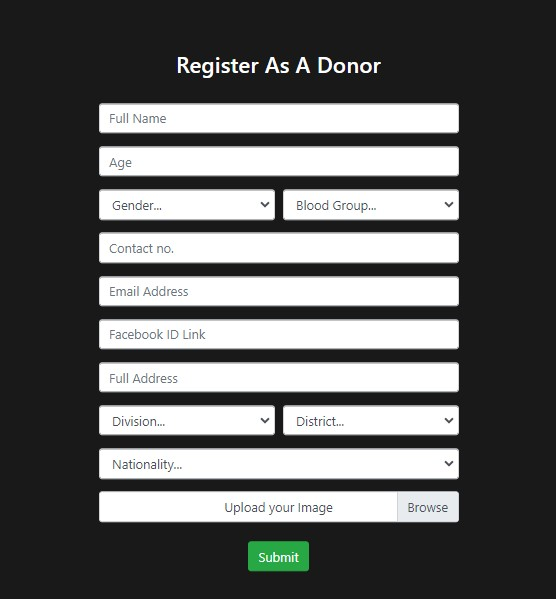 Register As A Donor
Full Name
Age
Gender... Blood Group...
Contact no.
Email Address
Facebook ID Link
Full Address
Division... District...
Nationality...
Upload your Image Browse
Submit